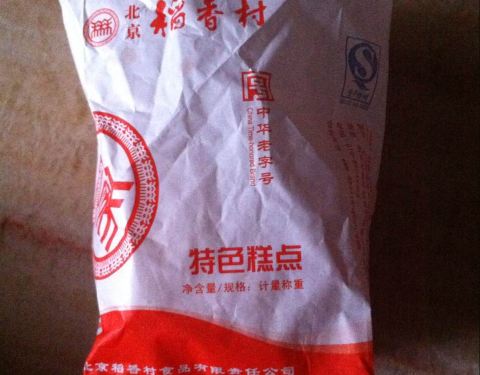 北京
稻香村
中华老字号
China Time-honored Brand
特色糕点
净含量/规格：计量称重
北京稻香村食品有限责任公司